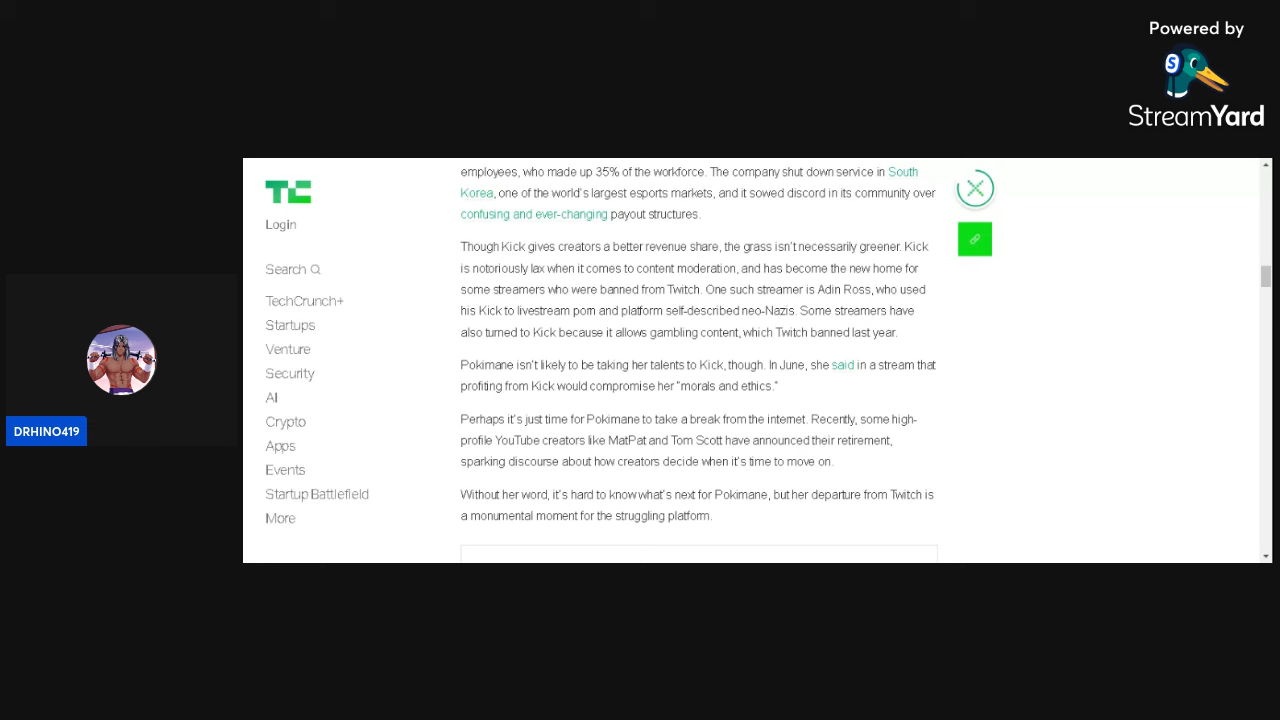 Powered by
StreamYard
employees, who made up 35% of the workforce. The company shut down service in South
Korea, one of the world's largest esports markets, and it sowed discord in its community over
confusing and ever-changing payout structures.
Though Kick gives creators a better revenue share, the grass isn't necessarily greener. Kick
is notoriously lax when it comes to content moderation, and has become the new home for
some streamers who were banned from Twitch. One such streamer is Adin Ross, who used
his Kick to livestream porn and platform self-described neo-Nazis. Some streamers have
also turned to Kick because it allows gambling content, which Twitch banned last year.
Pokimane isn't likely to be taking her talents to Kick, though. In June, she said in a stream that
profiting from Kick would compromise her "morals and ethics."
Perhaps it's just time for Pokimane to take a break from the internet. Recently, some high-
profile YouTube creators like MatPat and Tom Scott have announced their retirement,
sparking discourse about how creators decide when it's time to move on.
Without her word, it's hard to know what's next for Pokimane, but her departure from Twitch is
a monumental moment for the struggling platform.
TC
Login
Search
TechCrunch+
Startups
Venture
Security
AI
Crypto
Apps
Events
Startup Battlefield
More
DRHINO419